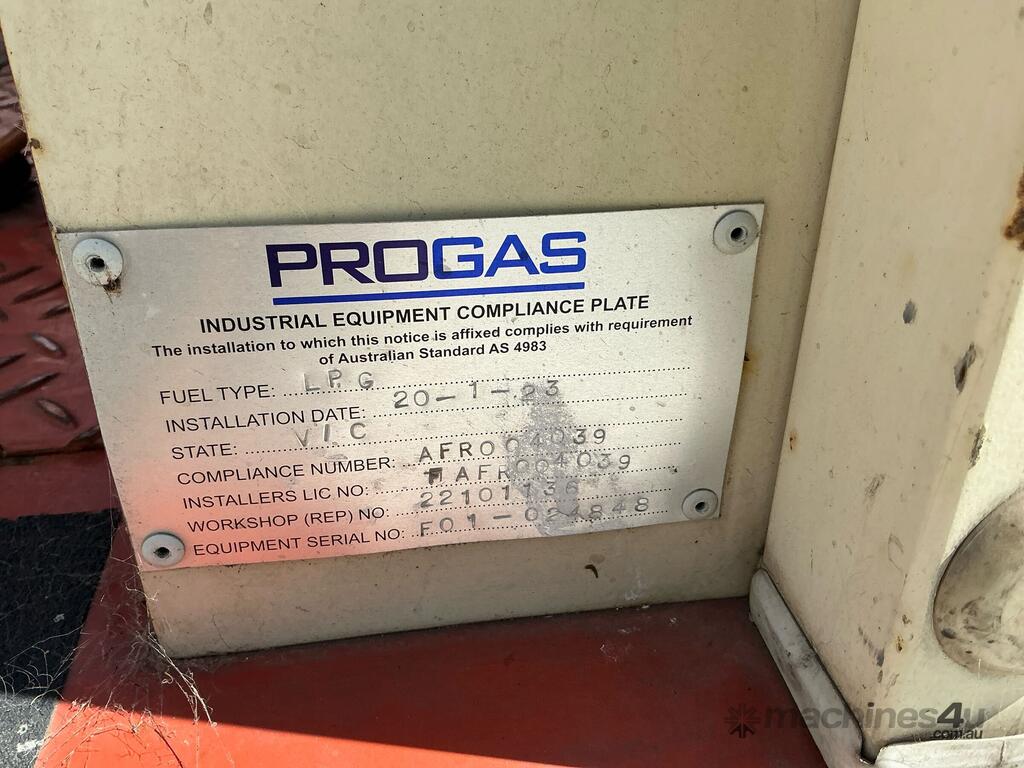 PROGAS
INDUSTRIAL EQUIPMENT COMPLIANCE PLATE
The installation to which this notice is affixed complies with requirement
of Australian Standard AS 4983
FUEL TYPE: LPG
INSTALLATION DATE: 20-1-23
STATE: VIC
COMPLIANCE NUMBER: AFR004039
INSTALLERS LIC NO: AFR004039
WORKSHOP (REP) NO: 22101136
EQUIPMENT SERIAL NO: F01-024848
machines4u
.com.au